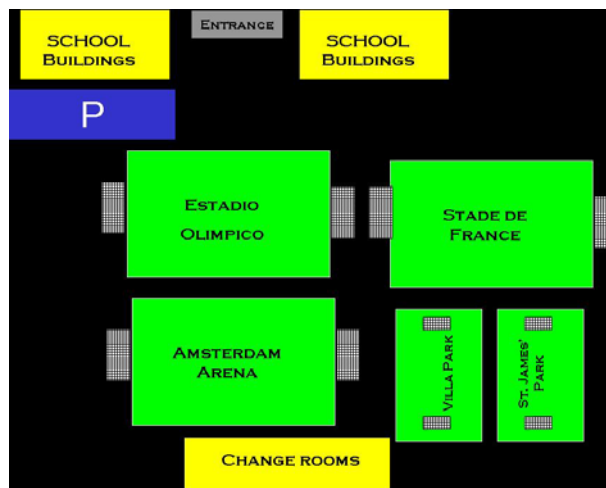 ENTRANCE
SCHOOL
BUILDINGS
SCHOOL
BUILDINGS
P
ESTADIO
OLIMPICO
STADE DE
FRANCE
AMSTERDAM
ARENA
VILLA PARK
ST. JAMES'
PARK
CHANGE ROOMS